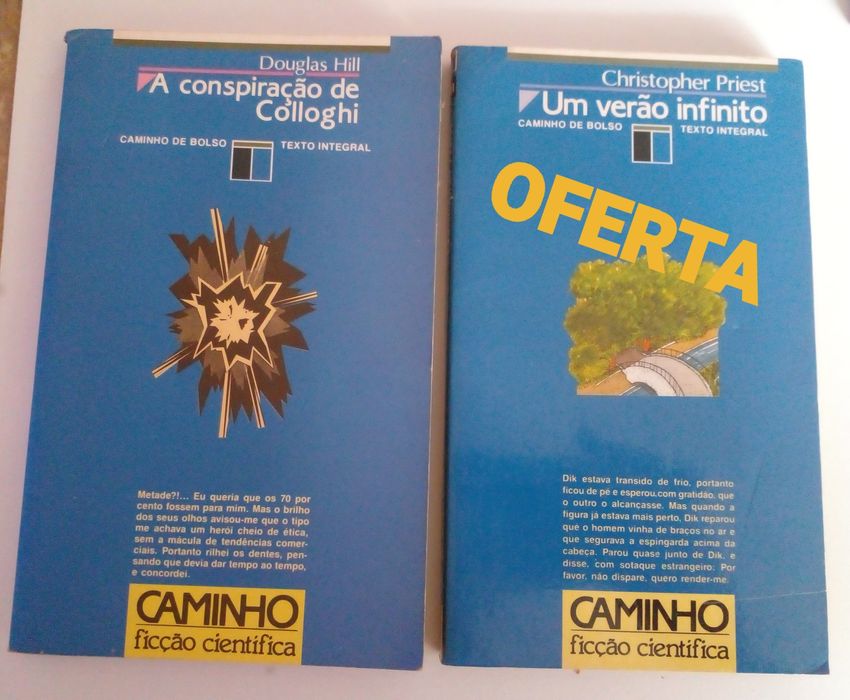 Douglas Hill
A conspiração de
Colloghi
CAMINHO DE BOLSO TEXTO INTEGRAL
Metade?!... Eu queria que os 70 por
cento fossem para mim. Mas o brilho
dos seus olhos avisou-me que o tipo
me achava um herói cheio de ética,
sem a mácula de tendências comer-
ciais. Portanto rilhei os dentes, pen-
sando que devia dar tempo ao tempo,
e concordei.
CAMINHO
ficção científica
Christopher Priest
Um verão infinito
CAMINHO DE BOLSO TEXTO INTEGRAL
OFERTA
Dik estava transido de frio, portanto
ficou de pé e esperou, com gratidão, que
o outro o alcançasse. Mas quando a
figura já estava mais perto, Dik reparou
que o homem vinha de braços no ar e
que segurava a espingarda acima da
cabeça. Parou quase junto de Dik, e
disse, com sotaque estrangeiro: Por
favor, não dispare, quero render-me.
CAMINHO
ficção científica